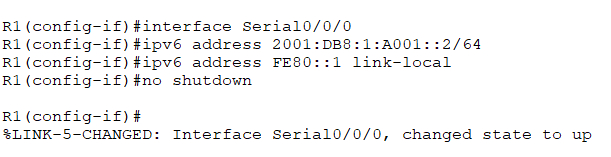 R1(config-if)#interface Serial0/0/0
R1(config-if)#ipv6 address 2001:DB8:1:A001::2/64
R1(config-if)#ipv6 address FE80::1 link-local
R1(config-if)#no shutdown
R1(config-if)#
%LINK-5-CHANGED: Interface Serial0/0/0, changed state to up